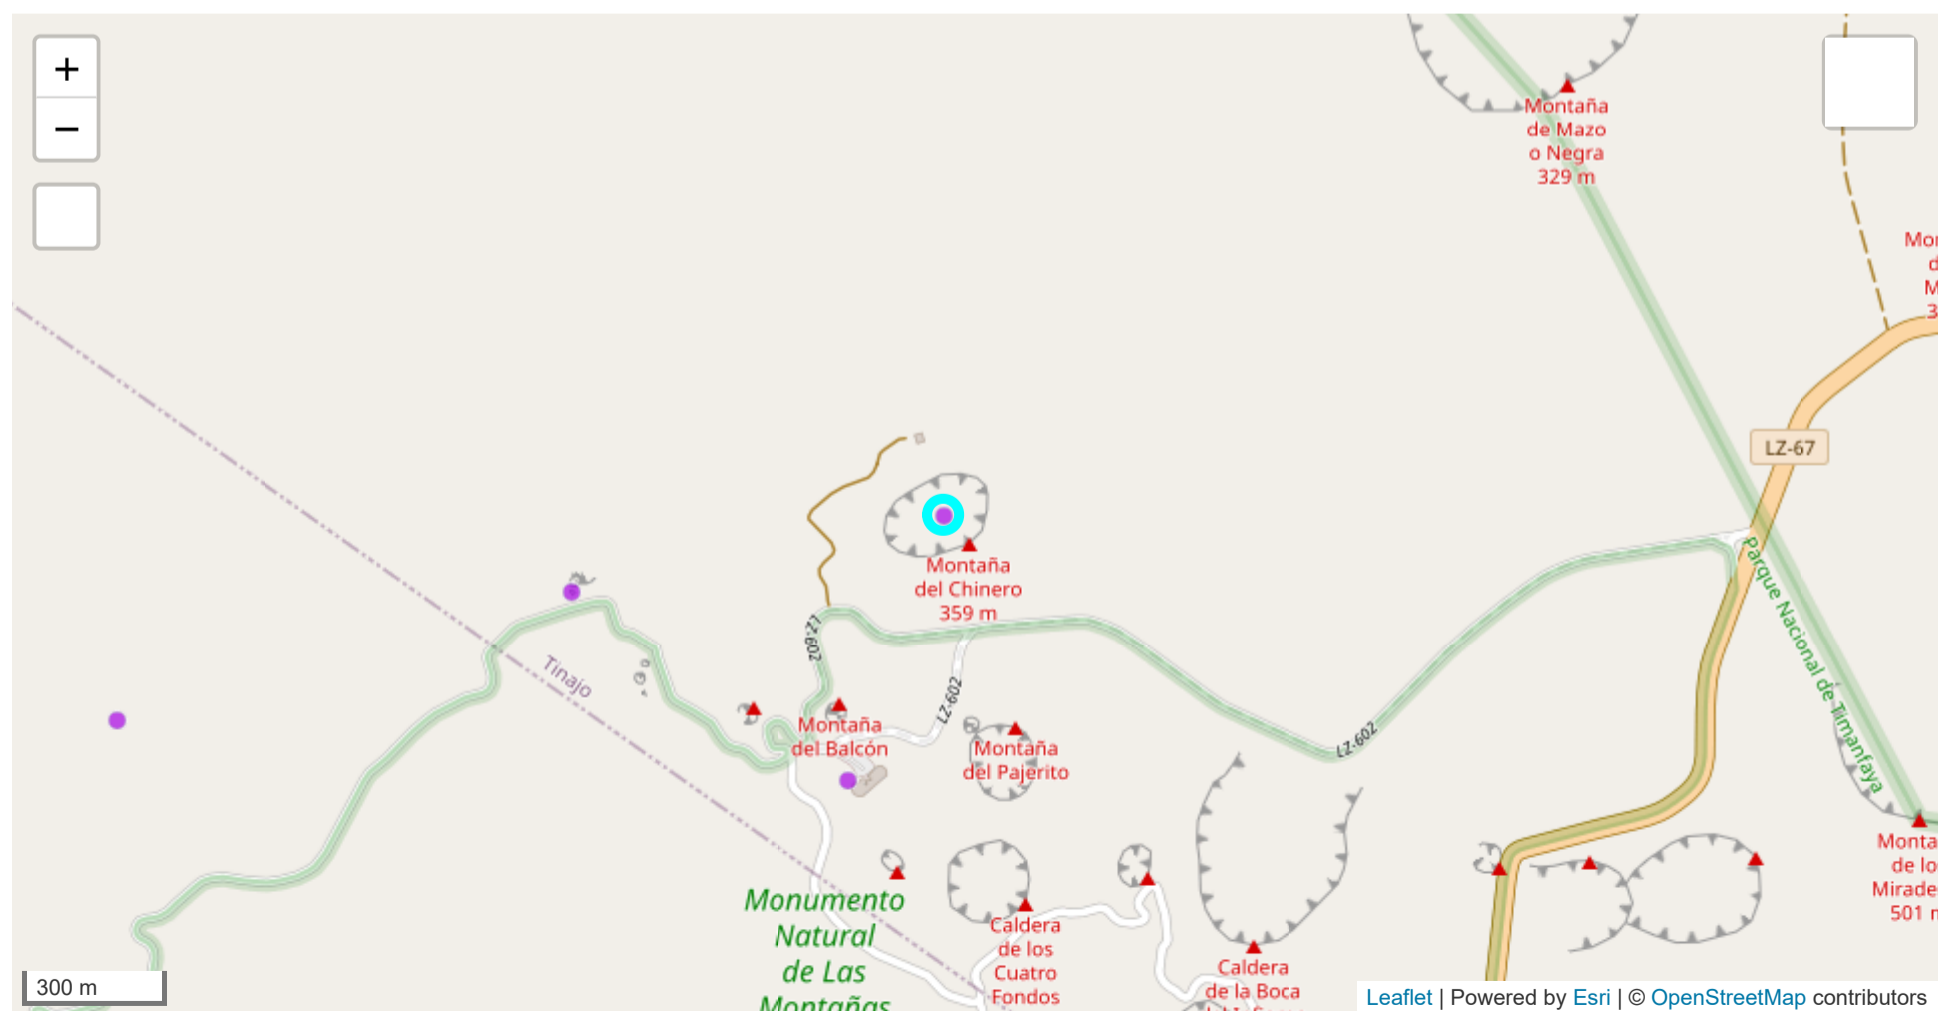 +
−
Montaña
de Mazo
o Negra
329 m
LZ-67
Montaña
del Chinero
359 m
Parque Nacional de Timanfaya
LZ-602
Tinajo
LZ-602
Montaña
del Balcón
Montaña
del Pajerito
LZ-602
Monumento
Natural
de Las
Montañas
Caldera
de los
Cuatro
Fondos
Caldera
de la Boca
501
300 m
Leaflet | Powered by Esri | © OpenStreetMap contributors